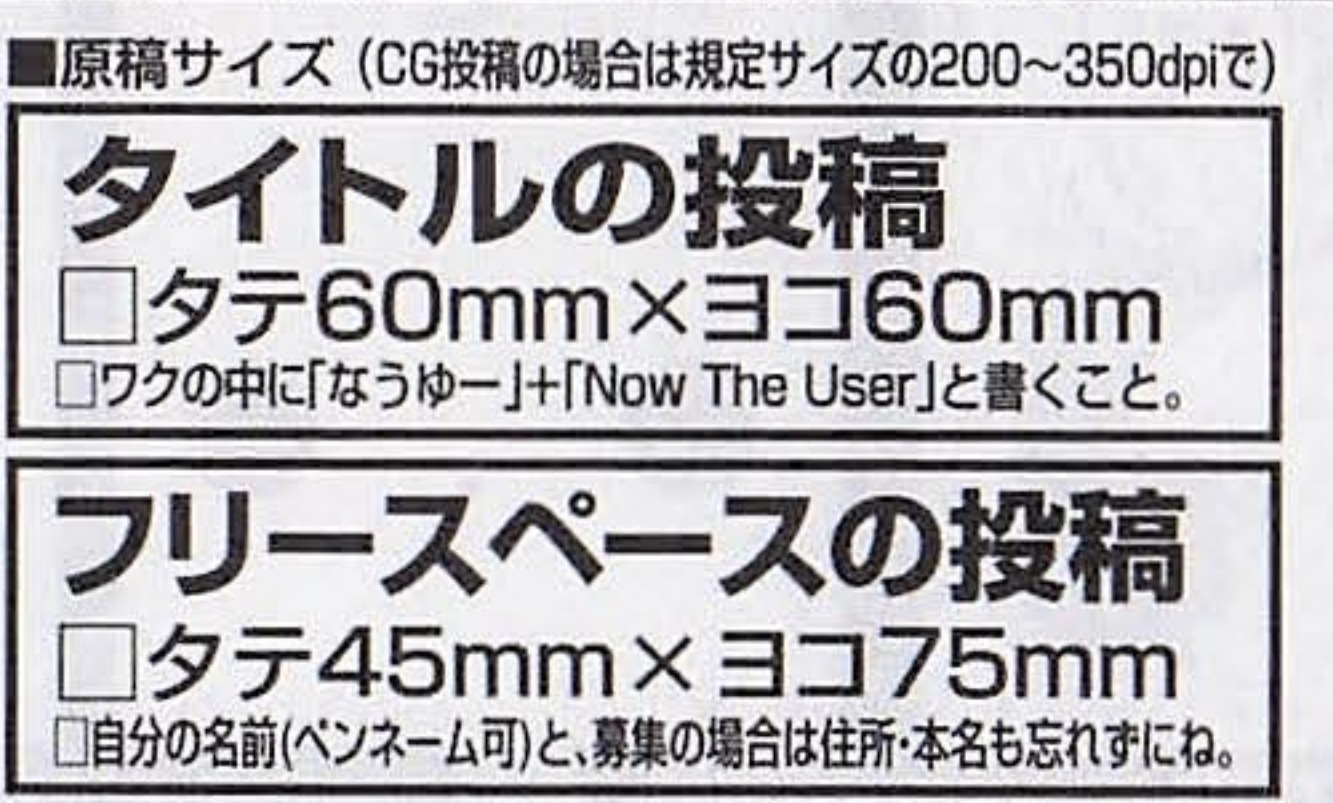 ■原稿サイズ（CG投稿の場合は規定サイズの200～350dpiで）
タイトルの投稿
□タテ60mm×ヨコ60mm
□ワクの中に「なうゆー」+「Now The User」と書くこと。
フリースペースの投稿
□タテ45mm×ヨコ75mm
□自分の名前(ペンネーム可)と、募集の場合は住所・本名も忘れずにね。